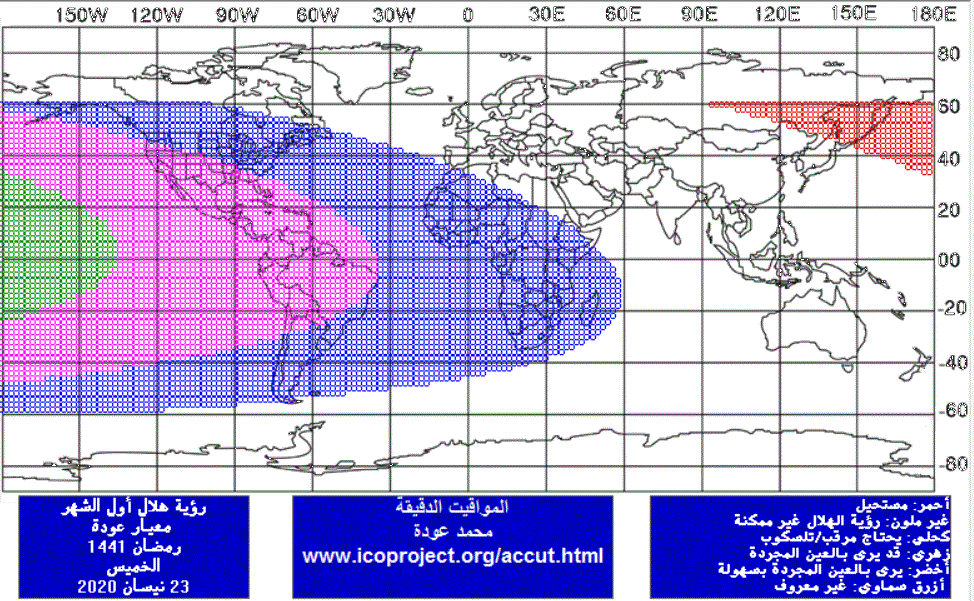 150W 120W 90W 60W 30W 0 30E 60E 90E 120E 150E 180E
80
60
40
20
00
-20
-40
-60
-80
رؤية هلال أول الشهر
معيار عودة
رمضان 1441
الخميس
23 نيسان 2020
المواقيت الدقيقة
محمد عودة
www.icoproject.org/accut.html
أحمر: مستحيل
غير ملون: رؤية الهلال غير ممكنة
كحلي: يحتاج مرقب/تلسكوب
زهري: قد يرى بالعين المجردة
أخضر: يرى بالعين المجردة بسهولة
أزرق سماوي: غير معروف